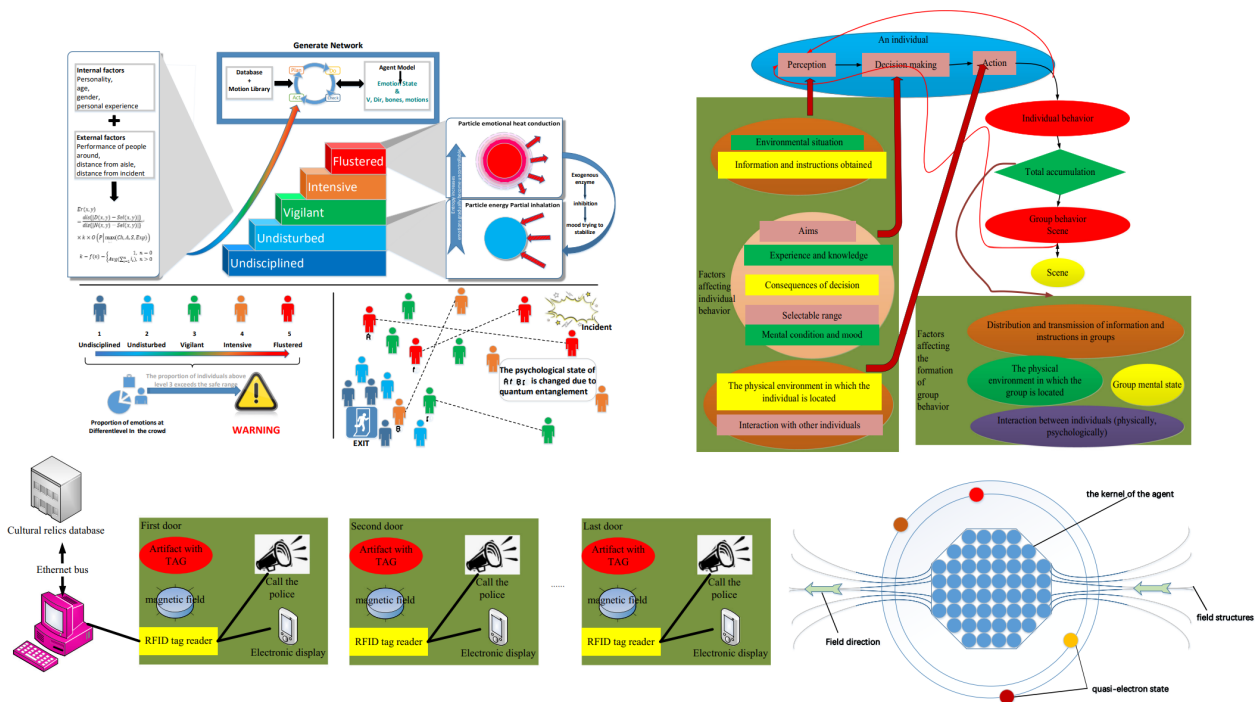 Generate Network
Internal factors
Personality,
age,
gender,
personal experience
External factors
Performance of people
around,
distance from aisle,
distance from incident
Database
+
Motion Library
Agent Model
Emotion State
&
V, Dir, bones, motions
Flustered
Intensive
Vigilant
Undisturbed
Undisciplined
Particle emotional heat conduction
Particle energy Partial inhalation
Exogenous
enzyme
inhibition
mood trying to
stabilize
1
2
3
4
5
Undisciplined
Undisturbed
Vigilant
Intensive
Flustered
The proportion of individuals above
level 3 exceeds the safe range
Proportion of emotions at
Differentlevel In the crowd
WARNING
Incident
A
f
The psychological state of
Af Bf is changed due to
quantum entanglement
B
f
EXIT
An individual
Perception
Decision making
Action
Environmental situation
Information and instructions obtained
Aims
Experience and knowledge
Consequences of decision
Selectable range
Mental condition and mood
Factors
affecting
individual
behavior
The physical environment in which the
individual is located
Interaction with other individuals
Individual behavior
Total accumulation
Group behavior
Scene
Scene
Factors
affecting
the
formation of
group
behavior
Distribution and transmission of information and
instructions in groups
The physical
environment in which the
group is located
Group mental state
Interaction between individuals (physically,
psychologically)
Cultural relics database
Ethernet bus
First door
Artifact with
TAG
magnetic field
RFID tag reader
Call the
police
Electronic display
Second door
Artifact with
TAG
magnetic field
RFID tag reader
Call the
police
Electronic display
......
Last door
Artifact with
TAG
magnetic field
RFID tag reader
Call the
police
Electronic display
the kernel of the agent
Field direction
field structures
quasi-electron state